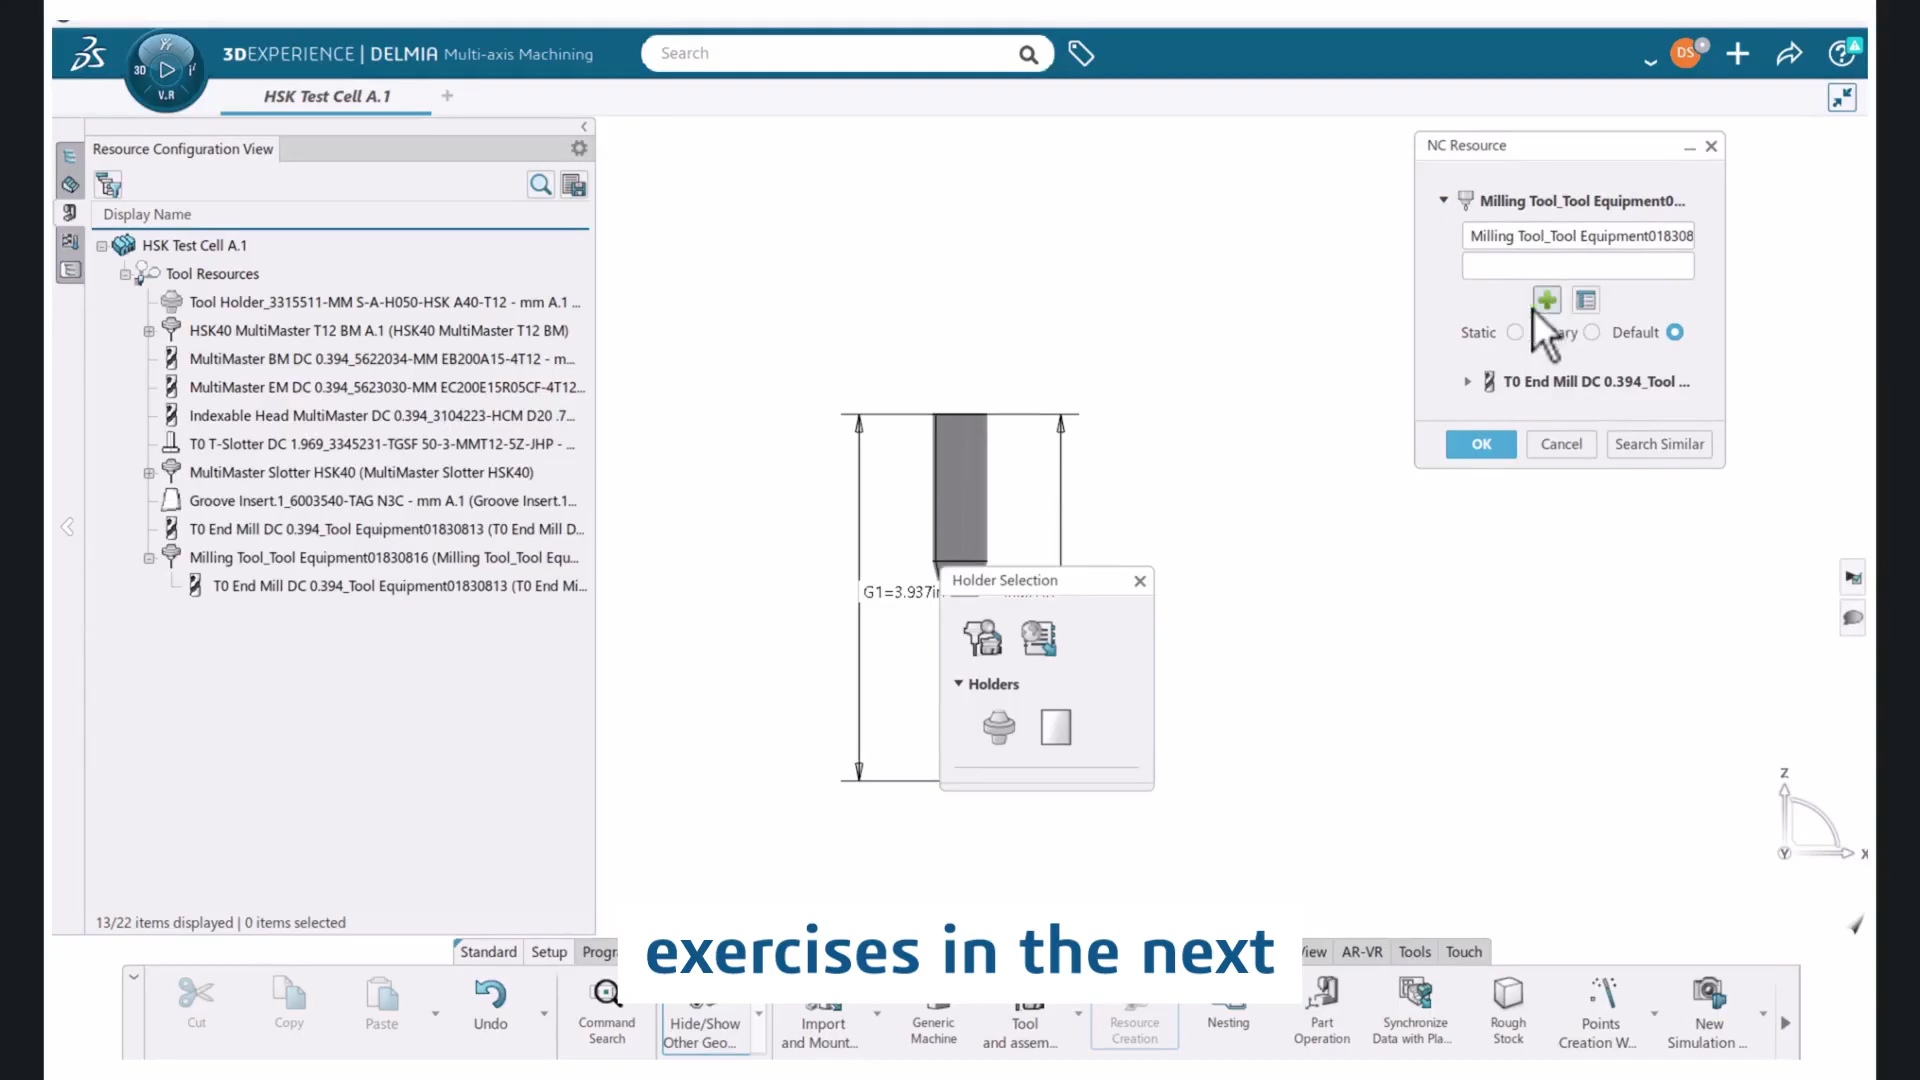 3DEXPERIENCE | DELMIA Multi-axis Machining
Search
DS
3D
V.R
HSK Test Cell A.1
Resource Configuration View
Display Name
HSK Test Cell A.1
Tool Resources
Tool Holder_3315511-MM S-A-H050-HSK A40-T12 - mm A.1 ...
HSK40 MultiMaster T12 BM A.1 (HSK40 MultiMaster T12 BM)
MultiMaster BM DC 0.394_5622034-MM EB200A15-4T12 - m...
MultiMaster EM DC 0.394_5623030-MM EC200E15R05CF-4T12...
Indexable Head MultiMaster DC 0.394_3104223-HCM D20 .7...
T0 T-Slotter DC 1.969_3345231-TGSF 50-3-MMT12-5Z-JHP - ...
MultiMaster Slotter HSK40 (MultiMaster Slotter HSK40)
Groove Insert.1_6003540-TAG N3C - mm A.1 (Groove Insert.1...
T0 End Mill DC 0.394_Tool Equipment01830813 (T0 End Mill D...
Milling Tool_Tool Equipment01830816 (Milling Tool_Tool Equ...
T0 End Mill DC 0.394_Tool Equipment01830813 (T0 End Mi...
13/22 items displayed | 0 items selected
G1=3.937in
Holder Selection
Holders
NC Resource
Milling Tool_Tool Equipment0...
Milling Tool_Tool Equipment018308
Static
Default
T0 End Mill DC 0.394_Tool ...
OK
Cancel
Search Similar
Z
Y
X
exercises in the next
Standard
Setup
AR-VR
Tools
Touch
Cut
Copy
Paste
Undo
Command
Search
Hide/Show
Other Geo...
Import
and Mount...
Generic
Machine
Tool
and assem...
Resource
Creation
Nesting
Part
Operation
Synchronize
Data with Pla...
Rough
Stock
Points
Creation W...
New
Simulation ...